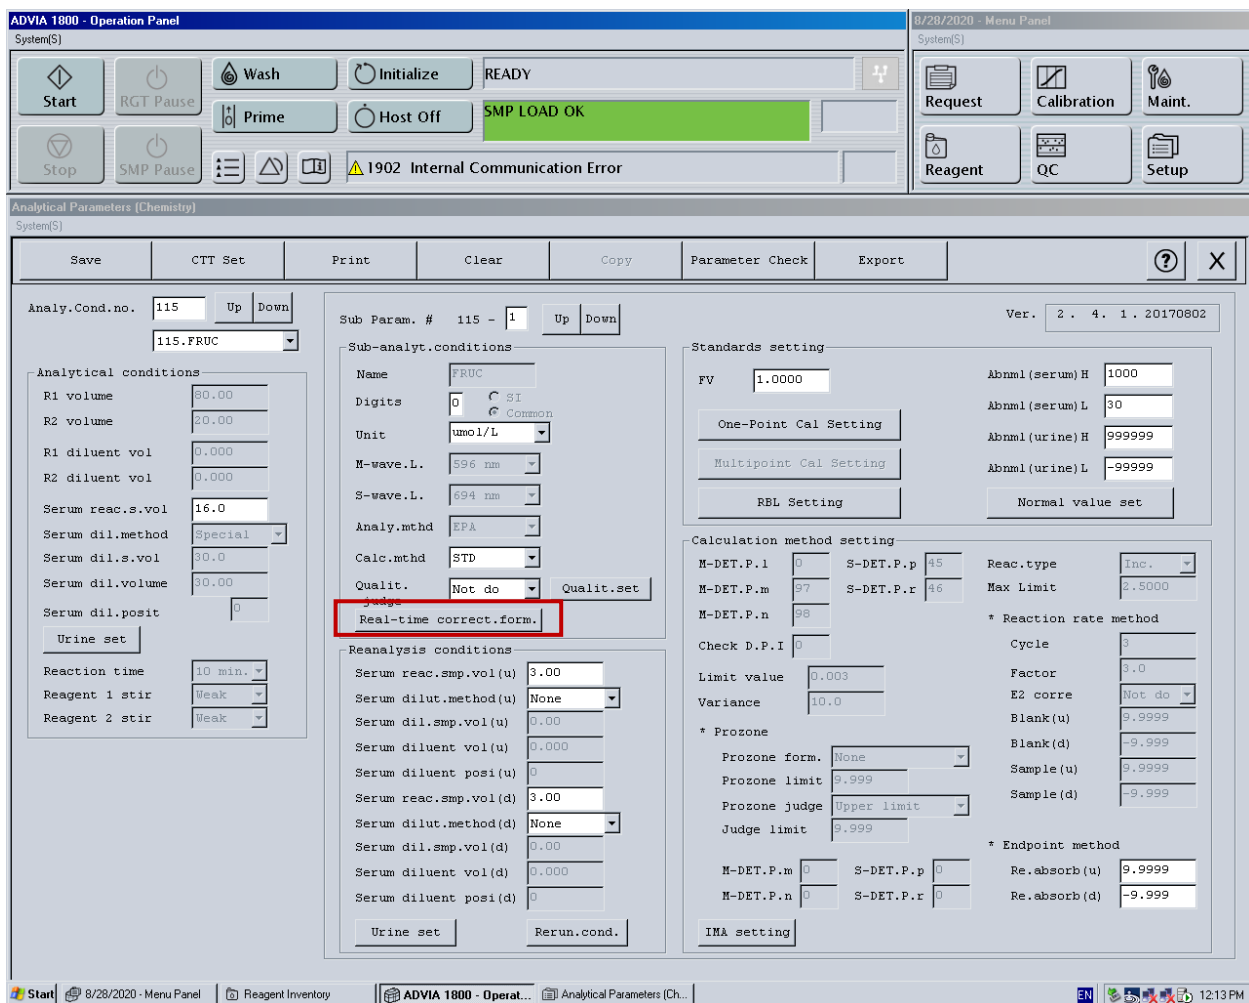 ADVIA 1800 - Operation Panel
System(S)
Start
RGT Pause
Wash
Initialize
READY
Prime
Host Off
SMP LOAD OK
Stop
SMP Pause
1902 Internal Communication Error
8/28/2020 - Menu Panel
System(S)
Request
Calibration
Maint.
Reagent
QC
Setup
Analytical Parameters (Chemistry)
System(S)
Save
CTT Set
Print
Clear
Copy
Parameter Check
Export
?
X
Analy.Cond.no. 115 Up Down
115.FRUC
Analytical conditions
R1 volume 80.00
R2 volume 20.00
R1 diluent vol 0.000
R2 diluent vol 0.000
Serum reac.s.vol 16.0
Serum dil.method Special
Serum dil.s.vol 30.0
Serum dil.volume 30.00
Serum dil.posit 0
Urine set
Reaction time 10 min.
Reagent 1 stir Weak
Reagent 2 stir Weak
Sub Param. # 115 - 1 Up Down
Sub-analyt.conditions
Name FRUC
Digits 0 SI
Common
Unit umol/L
M-wave.L. 596 nm
S-wave.L. 694 nm
Analy.mthd EPA
Calc.mthd STD
Qualit.
judge Not do Qualit.set
Real-time correct.form.
Reanalysis conditions
Serum reac.smp.vol(u) 3.00
Serum dilut.method(u) None
Serum dil.smp.vol(u) 0.00
Serum diluent vol(u) 0.000
Serum diluent posi(u) 0
Serum reac.smp.vol(d) 3.00
Serum dilut.method(d) None
Serum dil.smp.vol(d) 0.00
Serum diluent vol(d) 0.000
Serum diluent posi(d) 0
Urine set
Rerun.cond.
Ver. 2. 4. 1.20170802
Standards setting
FV 1.0000
One-Point Cal Setting
Multipoint Cal Setting
RBL Setting
Abnml(serum)H 1000
Abnml(serum)L 30
Abnml(urine)H 999999
Abnml(urine)L -99999
Normal value set
Calculation method setting
M-DET.P.l 0 S-DET.P.p 45
M-DET.P.m 97 S-DET.P.r 46
M-DET.P.n 98
Check D.P.I 0
Limit value 0.003
Variance 10.0
* Prozone
Prozone form. None
Prozone limit 9.999
Prozone judge Upper limit
Judge limit 9.999
M-DET.P.m 0 S-DET.P.p 0
M-DET.P.n 0 S-DET.P.r 0
IMA setting
Reac.type Inc.
Max Limit 2.5000
* Reaction rate method
Cycle 3
Factor 3.0
E2 corre Not do
Blank(u) 9.9999
Blank(d) -9.999
Sample(u) 9.9999
Sample(d) -9.999
* Endpoint method
Re.absorb(u) 9.9999
Re.absorb(d) -9.999
Start
8/28/2020 - Menu Panel
Reagent Inventory
ADVIA 1800 - Operat...
Analytical Parameters (Ch...
EN
12:13 PM